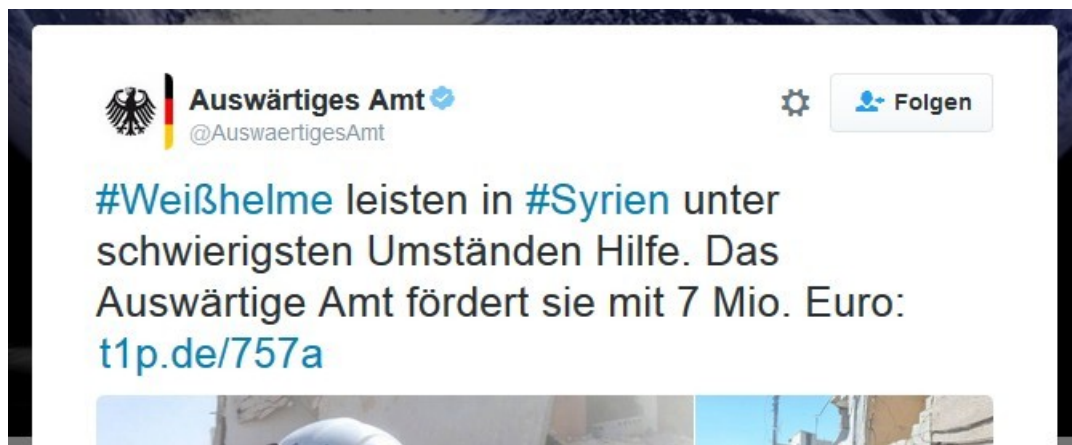 Auswärtiges Amt
@AuswaertigesAmt
Folgen
#Weißhelme leisten in #Syrien unter
schwierigsten Umständen Hilfe. Das
Auswärtige Amt fördert sie mit 7 Mio. Euro:
t1p.de/757a